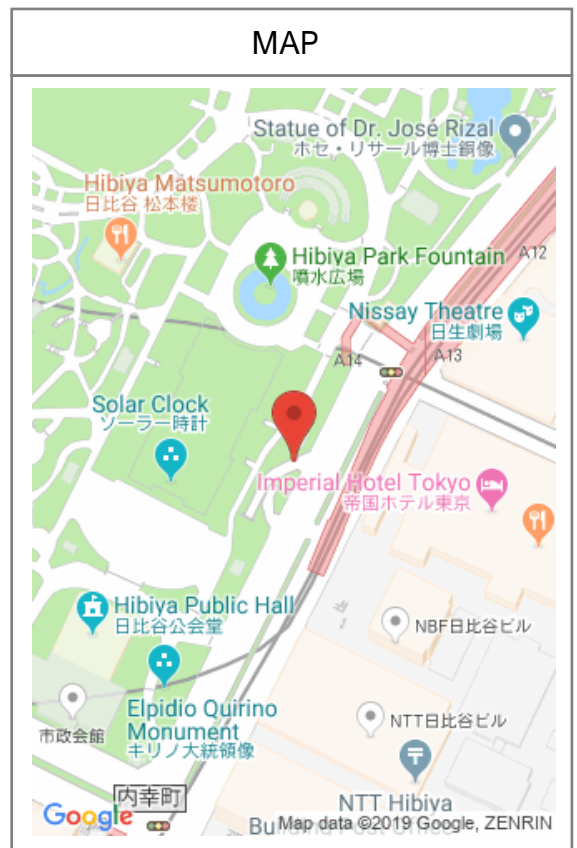 MAP
Statue of Dr. José Rizal
ホセ・リサール博士銅像
Hibiya Matsumotoro
日比谷 松本楼
Hibiya Park Fountain
噴水広場
A12
Nissay Theatre
日生劇場
A14
A13
Solar Clock
ソーラー時計
Imperial Hotel Tokyo
帝国ホテル東京
Hibiya Public Hall
日比谷公会堂
NBF日比谷ビル
Elpidio Quirino
Monument
キリノ大統領像
市政会館
NTT日比谷ビル
内幸町
NTT Hibiya
Google
Map data ©2019 Google, ZENRIN